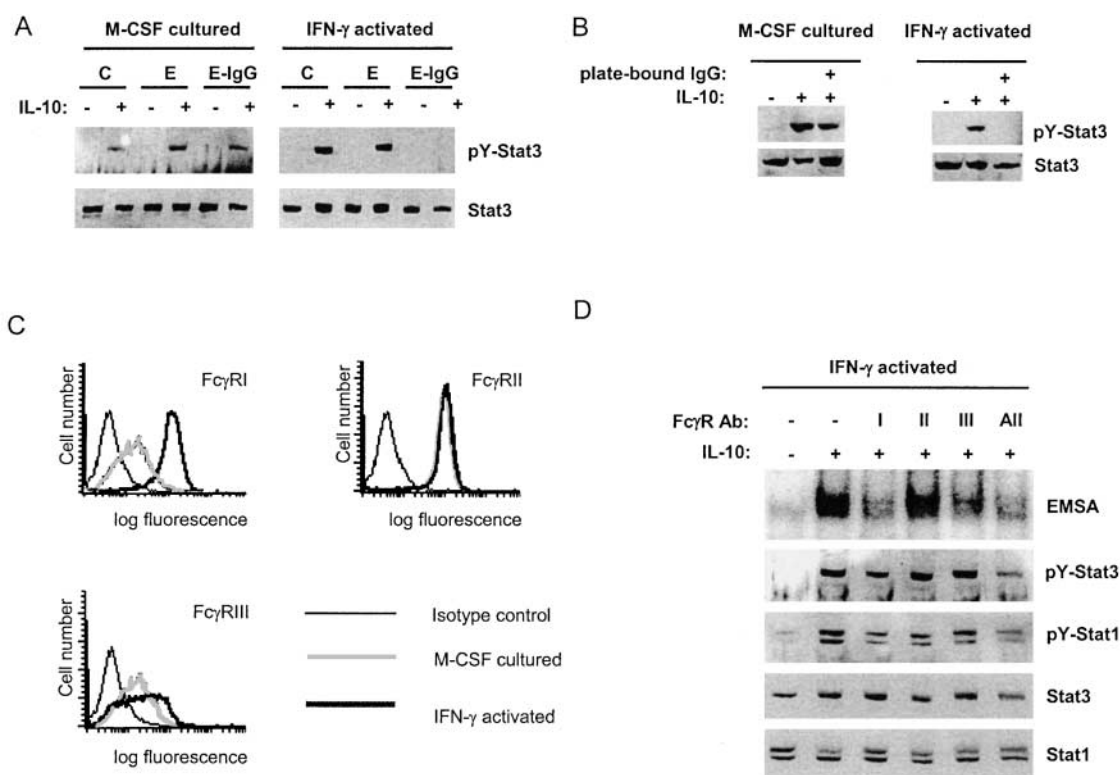 A
M-CSF cultured IFN-γ activated
C E E-IgG C E E-IgG
IL-10: - + - + - + - + - + - +
pY-Stat3
Stat3
B
M-CSF cultured IFN-γ activated
plate-bound IgG: + +
IL-10: - + + - + +
pY-Stat3
Stat3
C
Cell number
FcγRI
log fluorescence
Cell number
FcγRII
log fluorescence
Cell number
FcγRIII
log fluorescence
Isotype control
M-CSF cultured
IFN-γ activated
D
IFN-γ activated
FcγR Ab: - - I II III All
IL-10: - + + + + +
EMSA
pY-Stat3
pY-Stat1
Stat3
Stat1